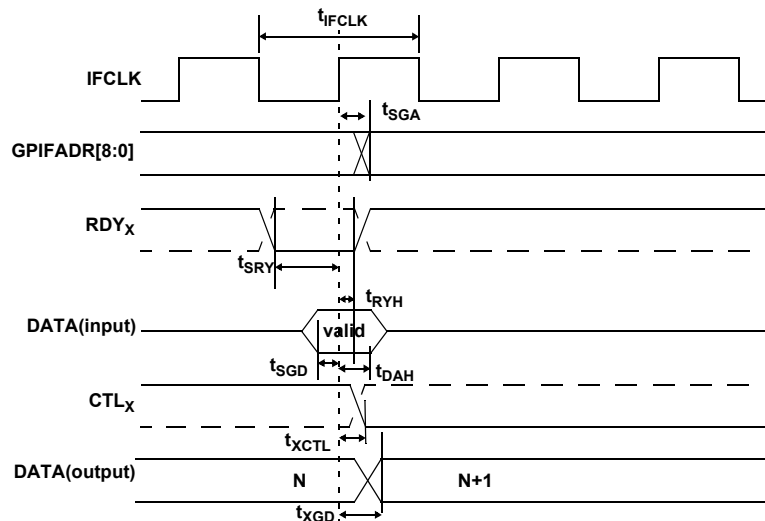 tIFCLK
IFCLK
tSGA
GPIFADR[8:0]
RDYX
tSRY
tRYH
DATA(input)
valid
tSGD
tDAH
CTLX
tXCTL
DATA(output)
N
N+1
tXGD